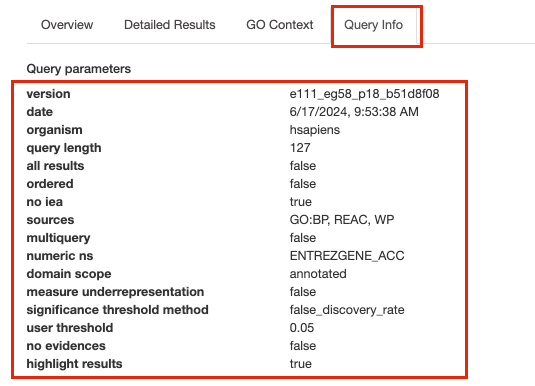 Overview Detailed Results GO Context Query Info
Query parameters
version e111_eg58_p18_b51d8f08
date 6/17/2024, 9:53:38 AM
organism hsapiens
query length 127
all results false
ordered false
no iea true
sources GO:BP, REAC, WP
multiquery false
numeric ns ENTREZGENE_ACC
domain scope annotated
measure underrepresentation false
significance threshold method false_discovery_rate
user threshold 0.05
no evidences false
highlight results true